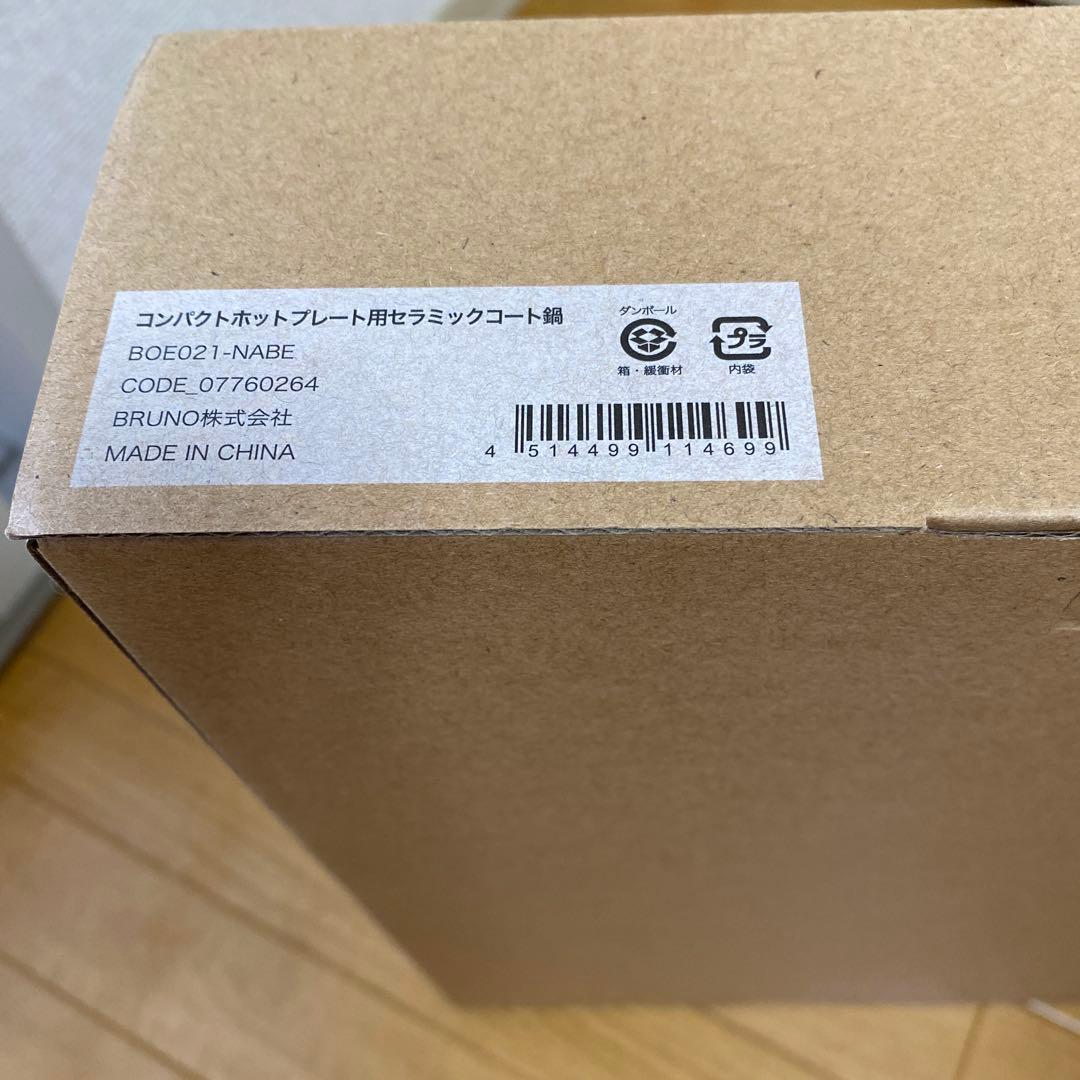 コンパクトホットプレート用セラミックコート鍋
BOE021-NABE
CODE_07760264
BRUNO株式会社
MADE IN CHINA
ダンボール
箱・緩衝材
プラ
内袋
4 514499 114699